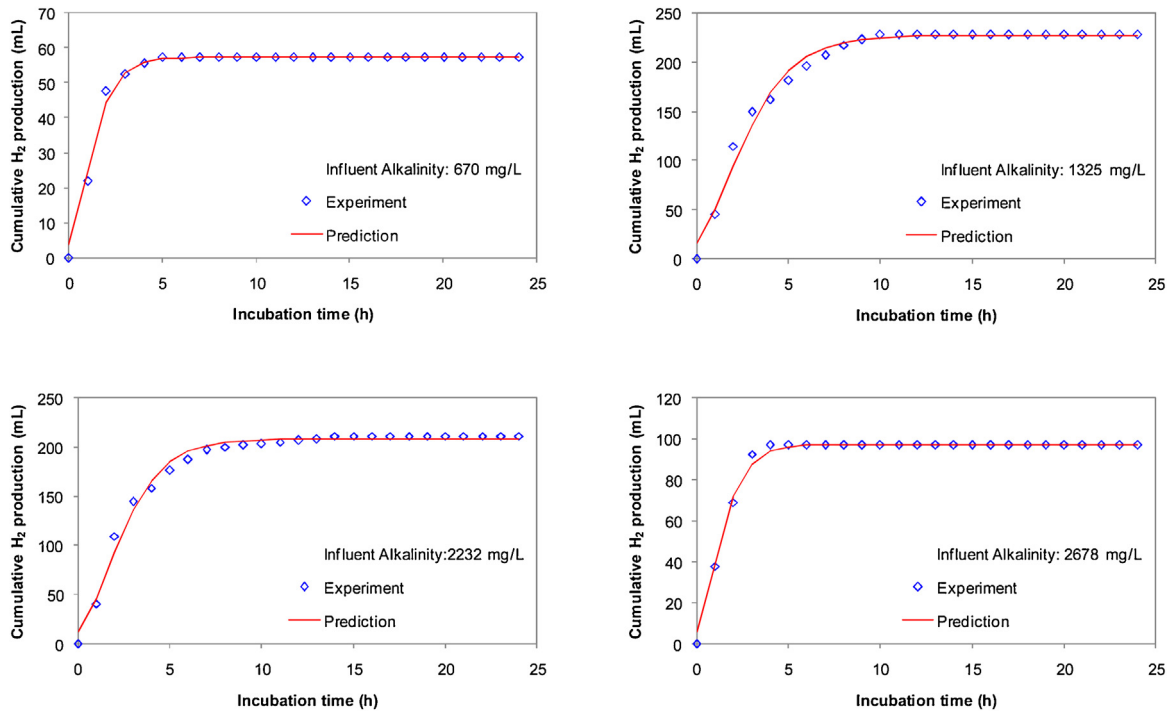 Cumulative H₂ production (mL)
70
60
50
40
30
20
10
0
0 5 10 15 20 25
Incubation time (h)
Influent Alkalinity: 670 mg/L
Experiment
Prediction
Cumulative H₂ production (mL)
250
200
150
100
50
0
0 5 10 15 20 25
Incubation time (h)
Influent Alkalinity: 1325 mg/L
Experiment
Prediction
Cumulative H₂ production (mL)
250
200
150
100
50
0
0 5 10 15 20 25
Incubation time (h)
Influent Alkalinity:2232 mg/L
Experiment
Prediction
Cumulative H₂ production (mL)
120
100
80
60
40
20
0
0 5 10 15 20 25
Incubation time (h)
Influent Alkalinity: 2678 mg/L
Experiment
Prediction